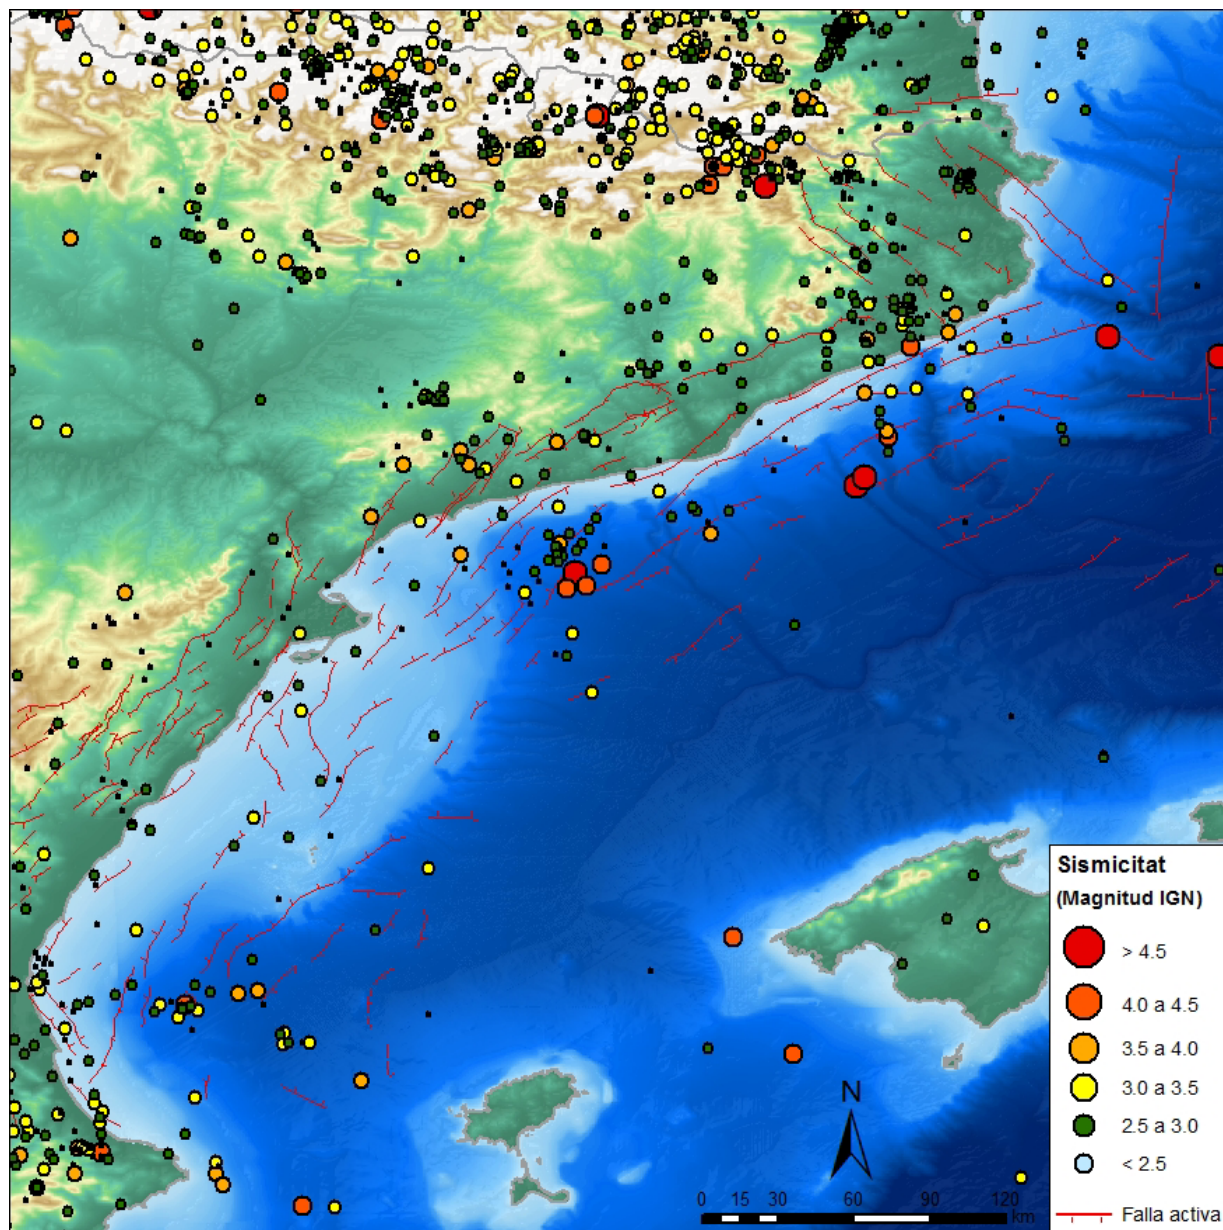 Sismicitat
(Magnitud IGN)
> 4.5
4.0 a 4.5
3.5 a 4.0
3.0 a 3.5
2.5 a 3.0
< 2.5
Falla activa
N
0 15 30 60 90 120
km